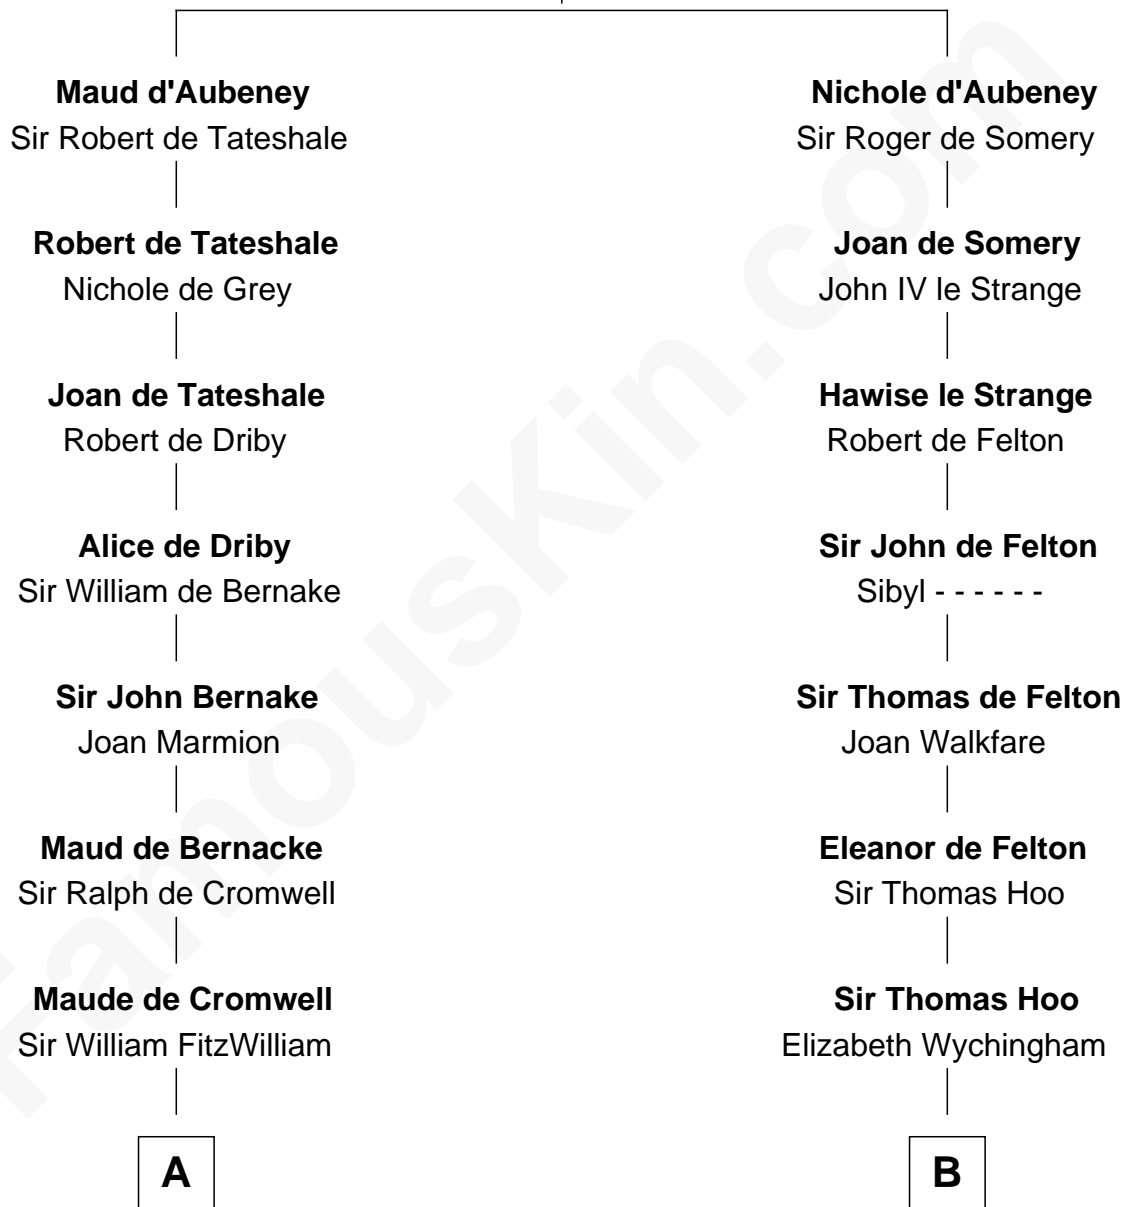 Maud d'Aubeney
Sir Robert de Tateshale
Robert de Tateshale
Nichole de Grey
Joan de Tateshale
Robert de Driby
Alice de Driby
Sir William de Bernake
Sir John Bernake
Joan Marmion
Maud de Bernacke
Sir Ralph de Cromwell
Maude de Cromwell
Sir William FitzWilliam
A
Nichole d'Aubeney
Sir Roger de Somery
Joan de Somery
John IV le Strange
Hawise le Strange
Robert de Felton
Sir John de Felton
Sibyl - - - - - -
Sir Thomas de Felton
Joan Walkfare
Eleanor de Felton
Sir Thomas Hoo
Sir Thomas Hoo
Elizabeth Wychingham
B
FamousKin.com